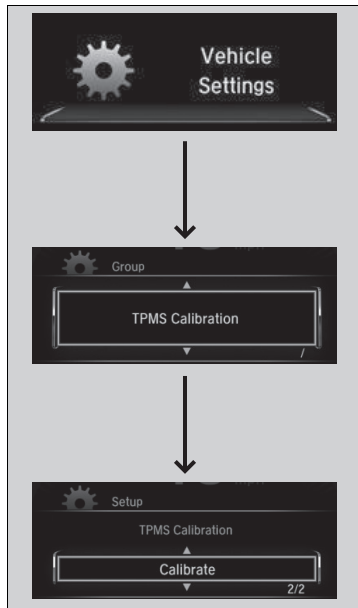 Vehicle
Settings
Group
TPMS Calibration
/
Setup
TPMS Calibration
Calibrate
2/2